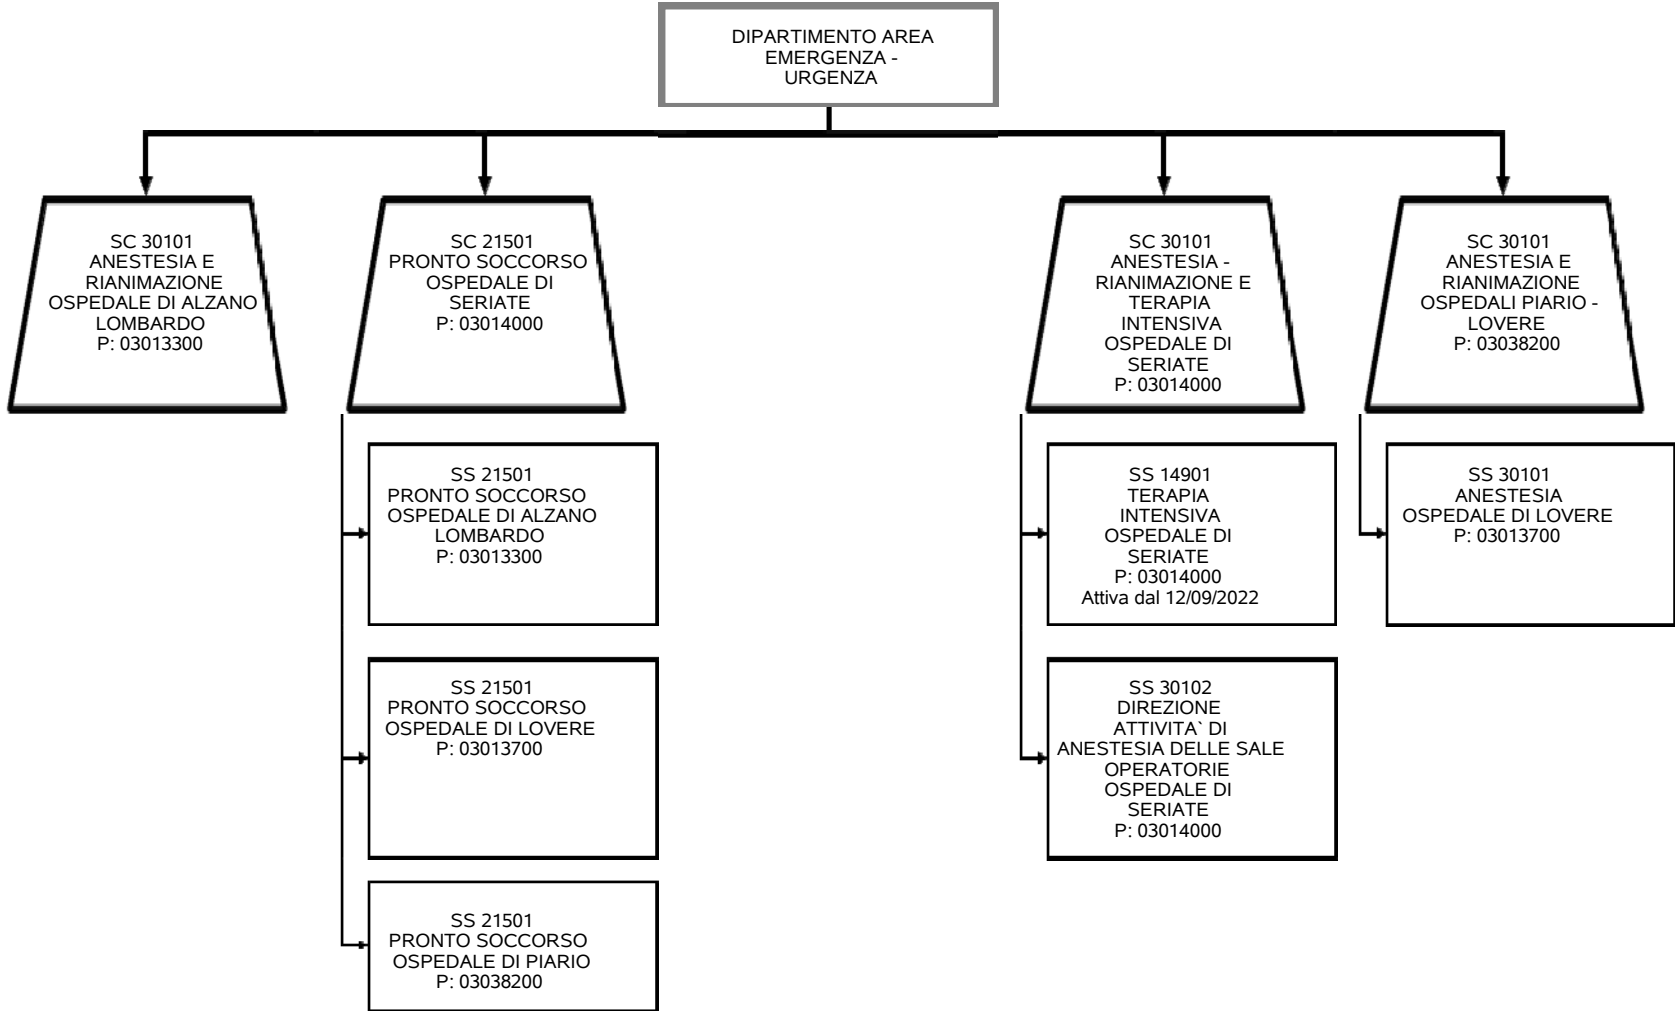 DIPARTIMENTO AREA
EMERGENZA -
URGENZA
SC 30101
ANESTESIA E
RIANIMAZIONE
OSPEDALE DI ALZANO
LOMBARDO
P: 03013300
SC 21501
PRONTO SOCCORSO
OSPEDALE DI
SERIATE
P: 03014000
SC 30101
ANESTESIA -
RIANIMAZIONE E
TERAPIA
INTENSIVA
OSPEDALE DI
SERIATE
P: 03014000
SC 30101
ANESTESIA E
RIANIMAZIONE
OSPEDALI PIARIO -
LOVERE
P: 03038200
SS 21501
PRONTO SOCCORSO
OSPEDALE DI ALZANO
LOMBARDO
P: 03013300
SS 14901
TERAPIA
INTENSIVA
OSPEDALE DI
SERIATE
P: 03014000
Attiva dal 12/09/2022
SS 30101
ANESTESIA
OSPEDALE DI LOVERE
P: 03013700
SS 21501
PRONTO SOCCORSO
OSPEDALE DI LOVERE
P: 03013700
SS 30102
DIREZIONE
ATTIVITA` DI
ANESTESIA DELLE SALE
OPERATORIE
OSPEDALE DI
SERIATE
P: 03014000
SS 21501
PRONTO SOCCORSO
OSPEDALE DI PIARIO
P: 03038200